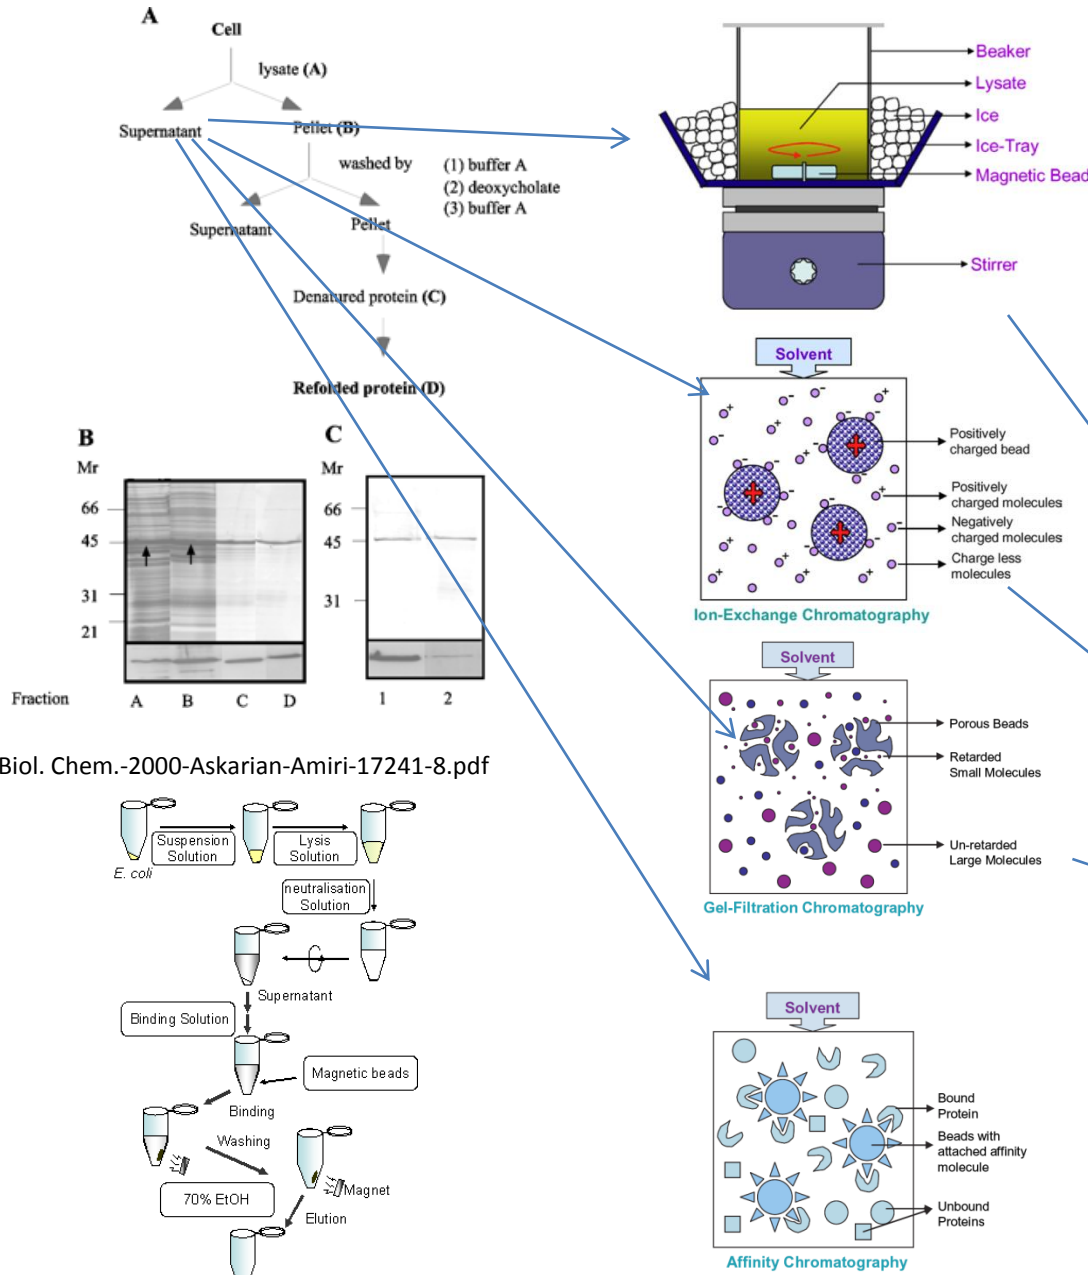 A
Cell
lysate (A)
Supernatant
Pellet (B)
washed by
(1) buffer A
(2) deoxycholate
(3) buffer A
Supernatant
Pellet
Denatured protein (C)
Refolded protein (D)
B
Mr
66
45
31
21
Fraction
A B C D
C
Mr
66
45
31
1 2
Biol. Chem.-2000-Askarian-Amiri-17241-8.pdf
E. coli
Suspension
Solution
Lysis
Solution
neutralisation
Solution
Supernatant
Binding Solution
Magnetic beads
Binding
Washing
70% EtOH
Magnet
Elution
Beaker
Lysate
Ice
Ice-Tray
Magnetic Bead
Stirrer
Solvent
+
-
Positively
charged bead
Positively
charged molecules
Negatively
charged molecules
Charge less
molecules
Ion-Exchange Chromatography
Solvent
Porous Beads
Retarded
Small Molecules
Un-retarded
Large Molecules
Gel-Filtration Chromatography
Solvent
Bound
Protein
Beads with
attached affinity
molecule
Unbound
Proteins
Affinity Chromatography